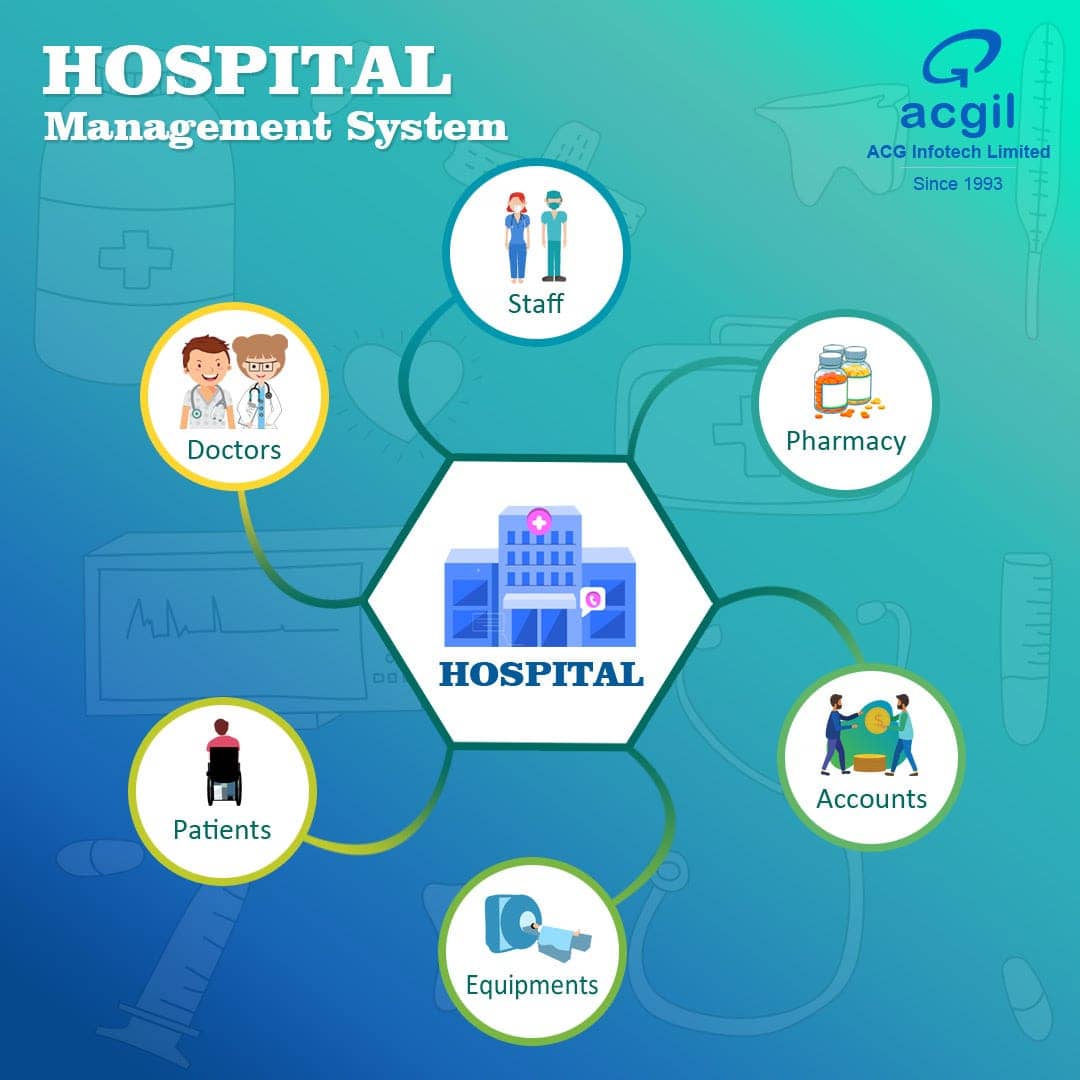 HOSPITAL
Management System
acgil
ACG Infotech Limited
Since 1993
Staff
Doctors
Pharmacy
HOSPITAL
Patients
Accounts
Equipments
$